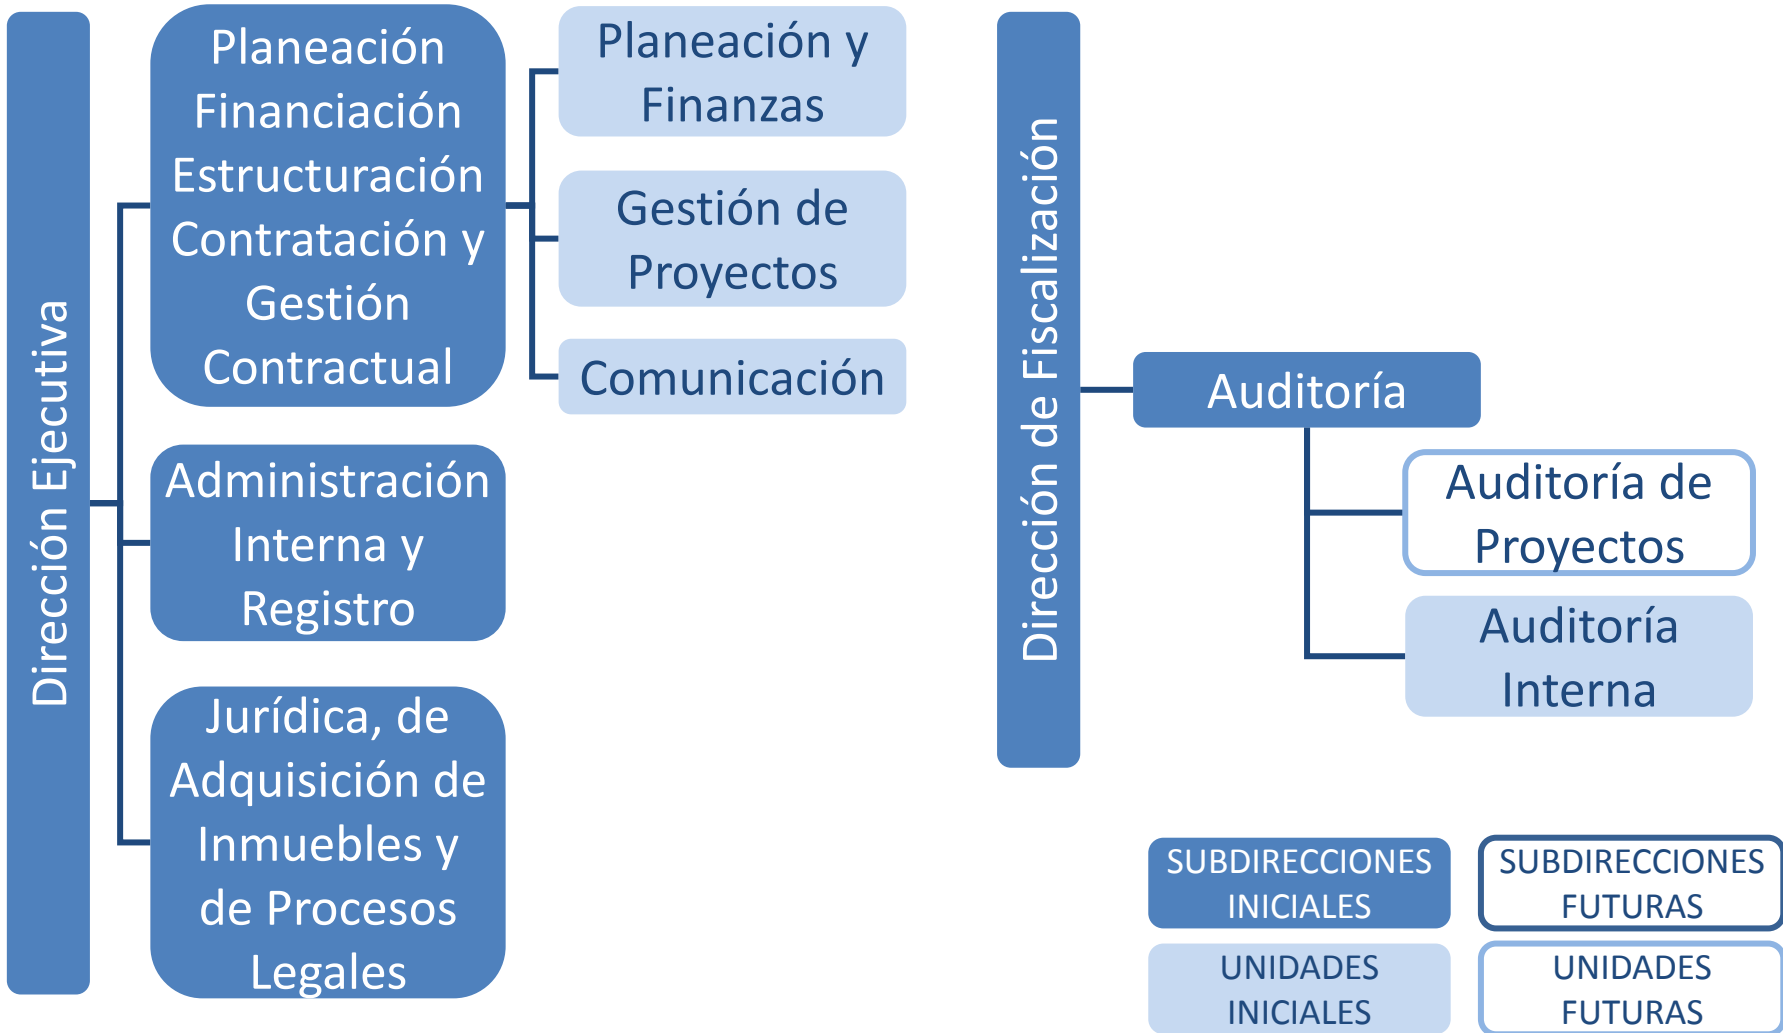 Dirección Ejecutiva
Planeación
Financiación
Estructuración
Contratación y
Gestión
Contractual
Planeación y
Finanzas
Gestión de
Proyectos
Comunicación
Administración
Interna y
Registro
Jurídica, de
Adquisición de
Inmuebles y
de Procesos
Legales
Dirección de Fiscalización
Auditoría
Auditoría de
Proyectos
Auditoría
Interna
SUBDIRECCIONES
INICIALES
SUBDIRECCIONES
FUTURAS
UNIDADES
INICIALES
UNIDADES
FUTURAS